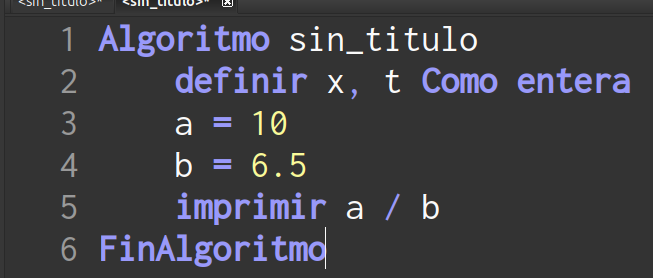 <sin_titulo>* <sin_titulo>*
1 Algoritmo sin_titulo
2 definir x, t Como entera
3 a = 10
4 b = 6.5
5 imprimir a / b
6 FinAlgoritmo